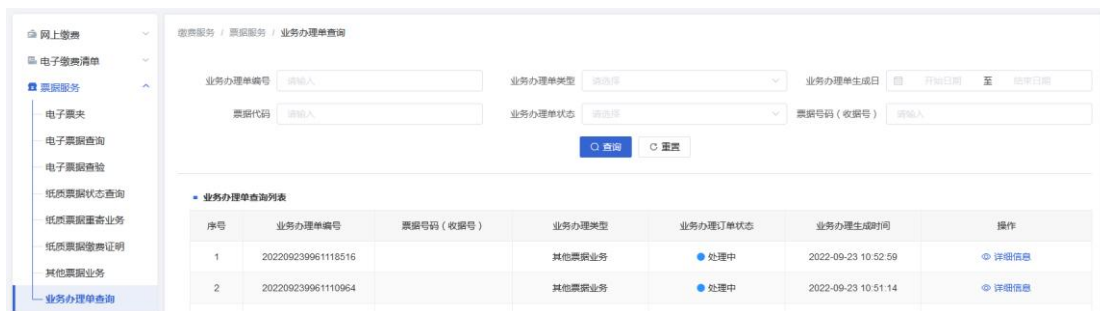 网上缴费
电子缴费清单
票据服务
电子票夹
电子票据查询
电子票据查验
纸质票据状态查询
纸质票据重寄业务
纸质票据缴费证明
其他票据业务
业务办理单查询
缴费服务 / 票据服务 / 业务办理单查询
业务办理单编号 请输入 业务办理单类型 请选择 业务办理单生成日 开始日期 至 结束日期
票据代码 请输入 业务办理单状态 请选择 票据号码(收据号) 请输入
查询 重置
业务办理单查询列表
序号 业务办理单编号 票据号码(收据号) 业务办理类型 业务办理订单状态 业务办理生成时间 操作
1 202209239961118516 其他票据业务 处理中 2022-09-23 10:52:59 详细信息
2 202209239961110964 其他票据业务 处理中 2022-09-23 10:51:14 详细信息